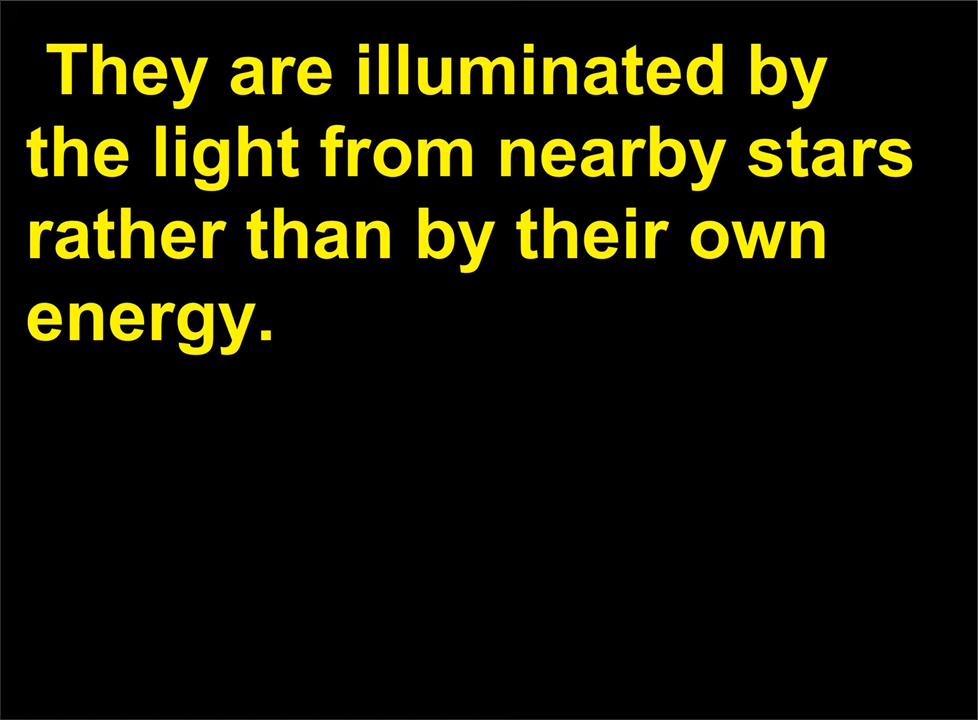 They are illuminated by
the light from nearby stars
rather than by their own
energy.